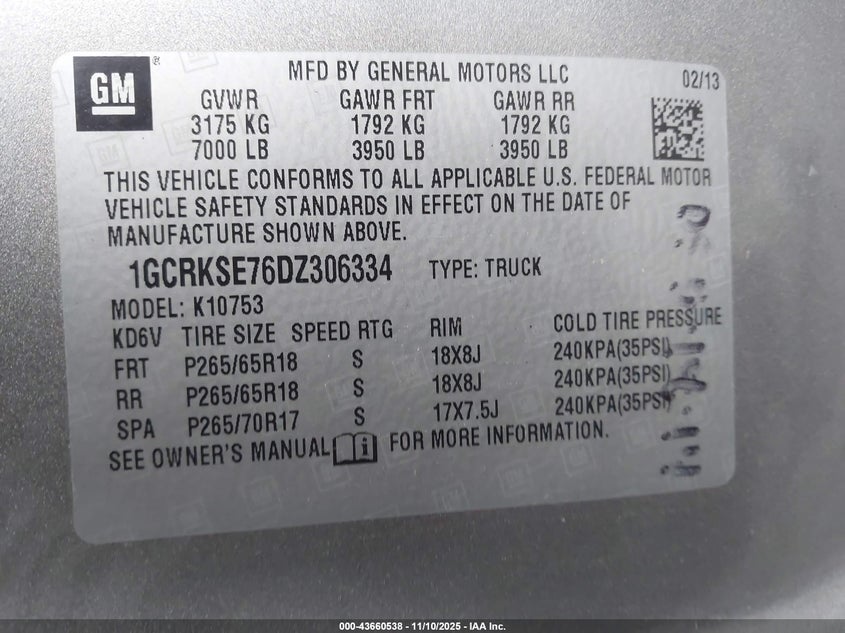 GM
®
MFD BY GENERAL MOTORS LLC
02/13
GVWR GAWR FRT GAWR RR
3175 KG 1792 KG 1792 KG
7000 LB 3950 LB 3950 LB
THIS VEHICLE CONFORMS TO ALL APPLICABLE U.S. FEDERAL MOTOR
VEHICLE SAFETY STANDARDS IN EFFECT ON THE DATE OF
MANUFACTURE SHOWN ABOVE.
1GCRKSE76DZ306334 TYPE: TRUCK
MODEL: K10753
KD6V TIRE SIZE SPEED RTG RIM COLD TIRE PRESSURE
FRT P265/65R18 S 18X8J 240KPA(35PSI)
RR P265/65R18 S 18X8J 240KPA(35PSI)
SPA P265/70R17 S 17X7.5J 240KPA(35PSI)
SEE OWNER'S MANUAL i FOR MORE INFORMATION.
000-43660538 - 11/10/2025 - IAA Inc.